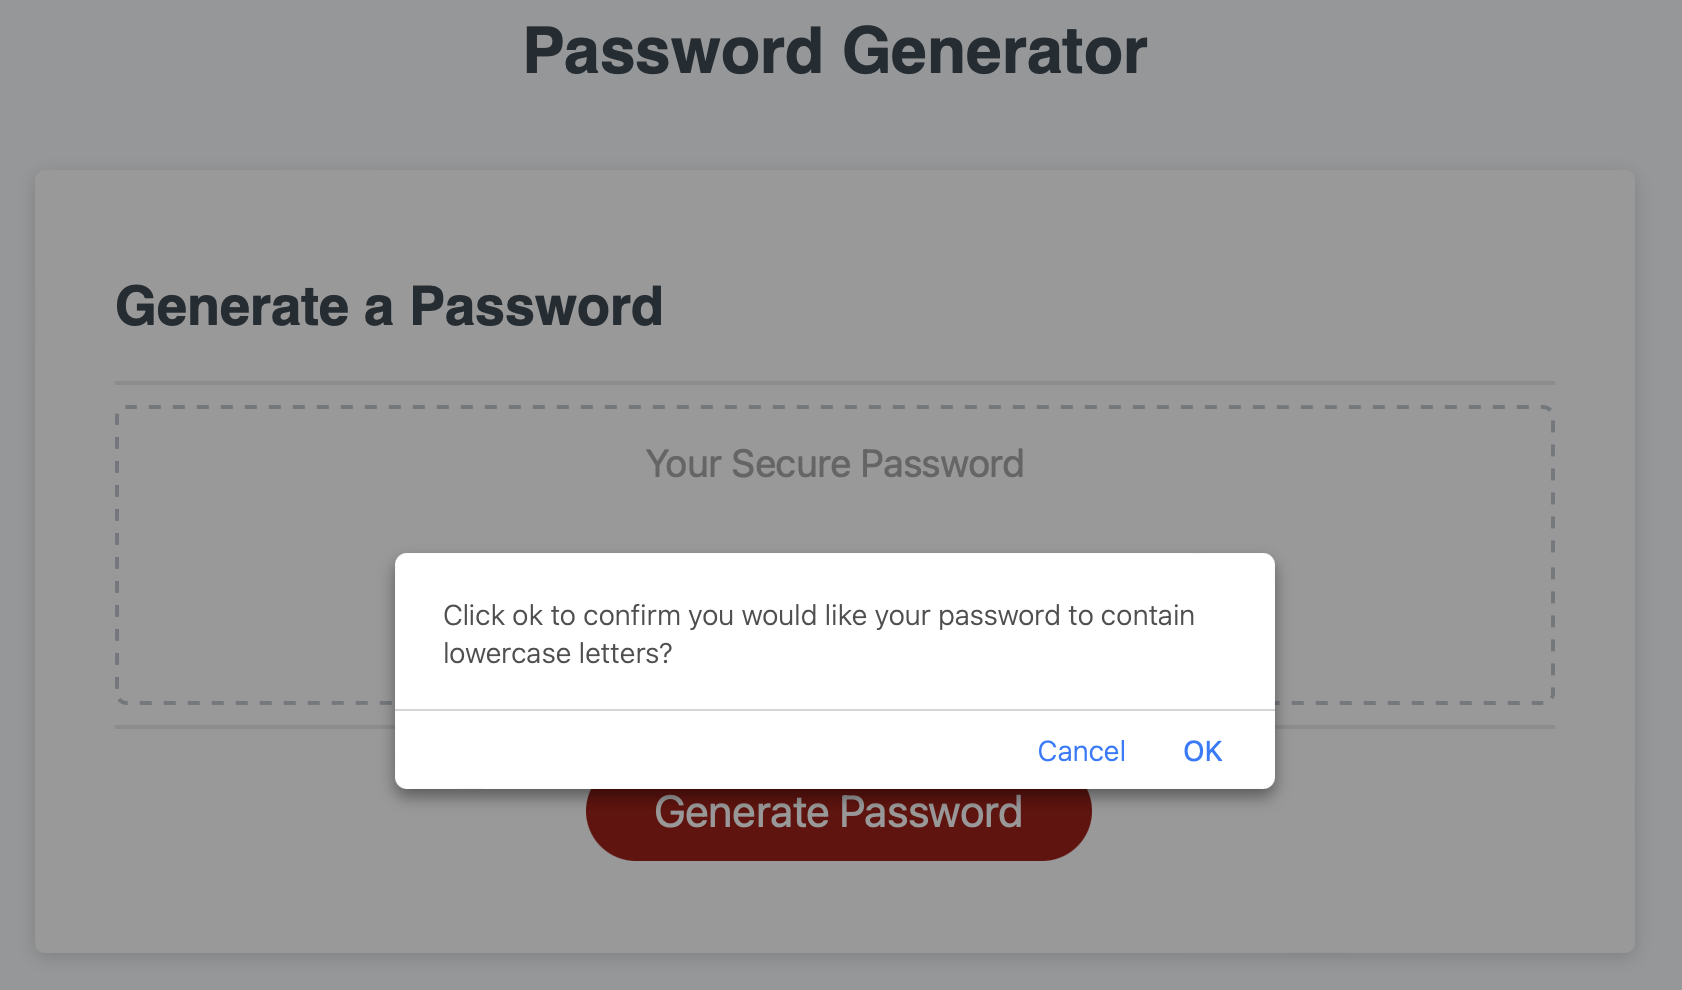 Password Generator
Generate a Password
Your Secure Password
Click ok to confirm you would like your password to contain
lowercase letters?
Cancel OK
Generate Password